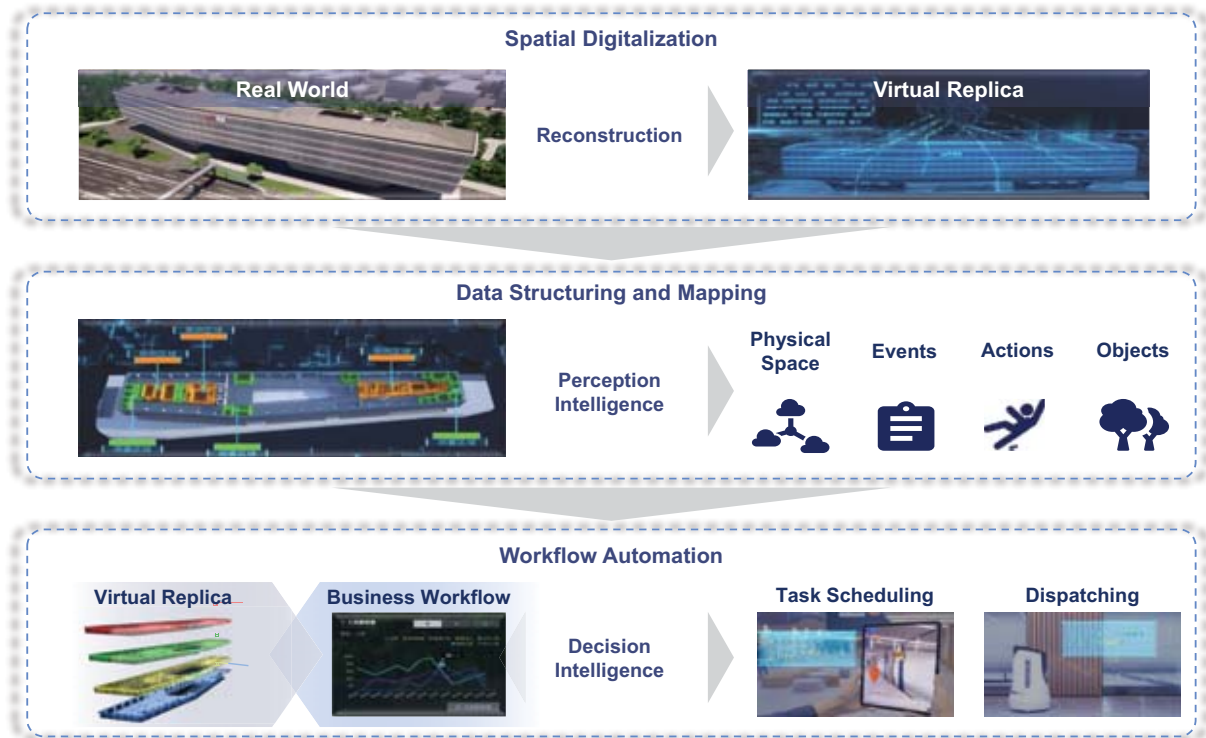 Spatial Digitalization
Real World
Reconstruction
Virtual Replica
Data Structuring and Mapping
Perception
Intelligence
Physical
Space
Events
Actions
Objects
Workflow Automation
Virtual Replica
Business Workflow
Decision
Intelligence
Task Scheduling
Dispatching